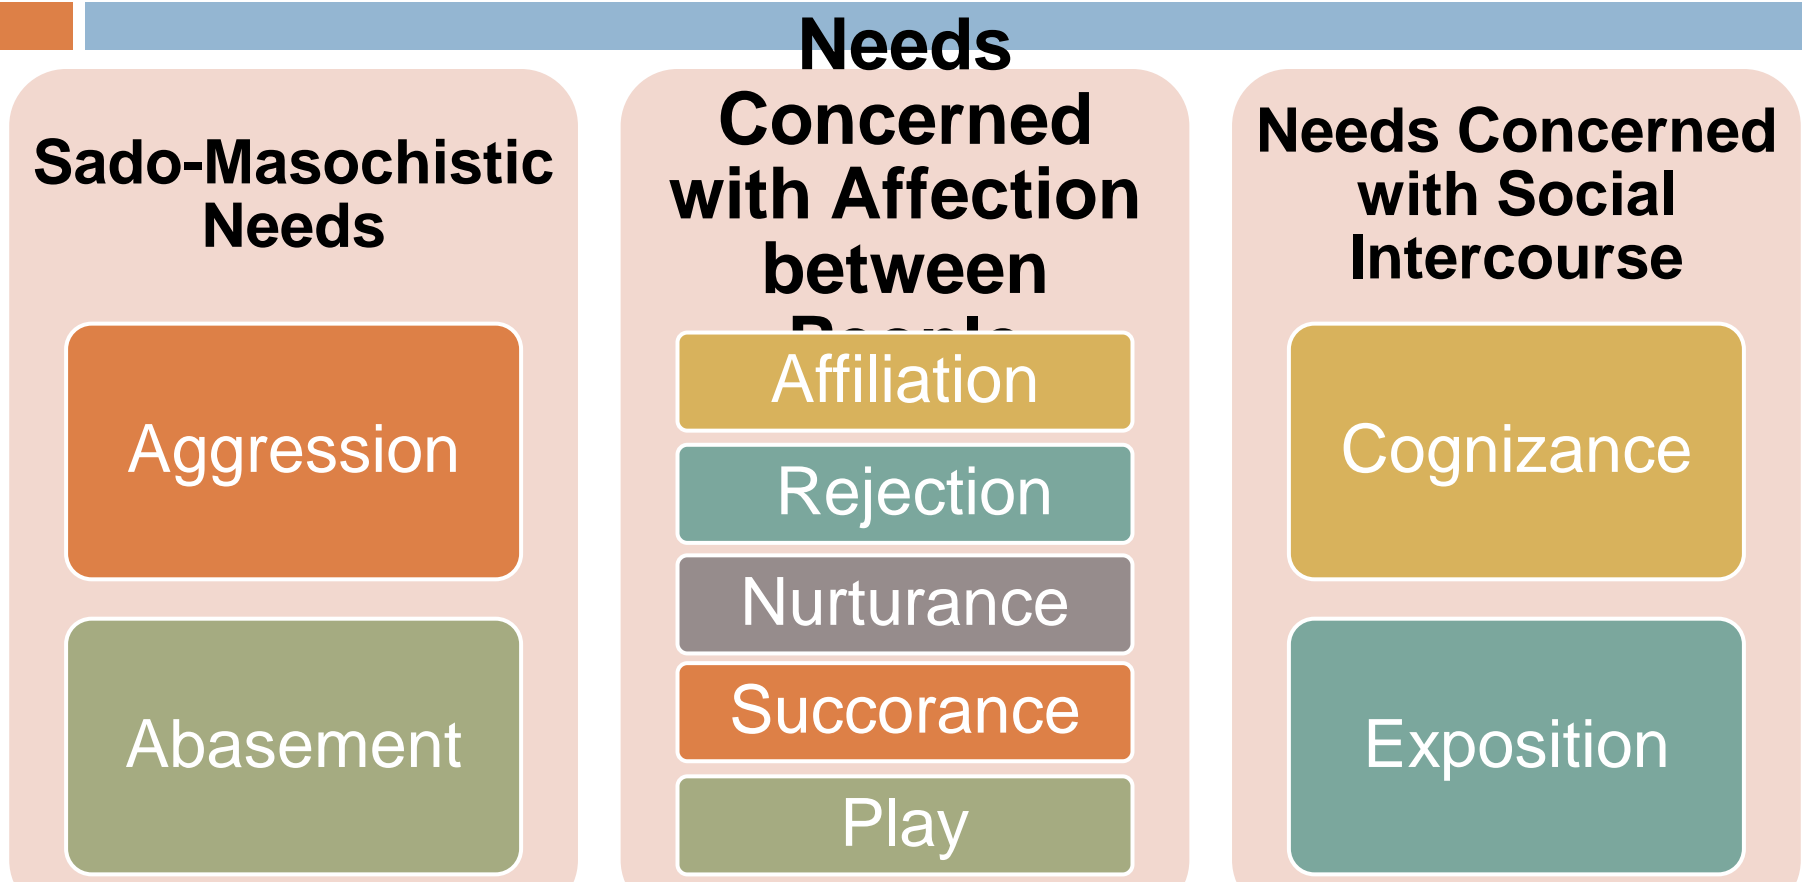 Sado-Masochistic
Needs
Aggression
Abasement
Needs
Concerned
with Affection
between
People
Affiliation
Rejection
Nurturance
Succorance
Play
Needs Concerned
with Social
Intercourse
Cognizance
Exposition